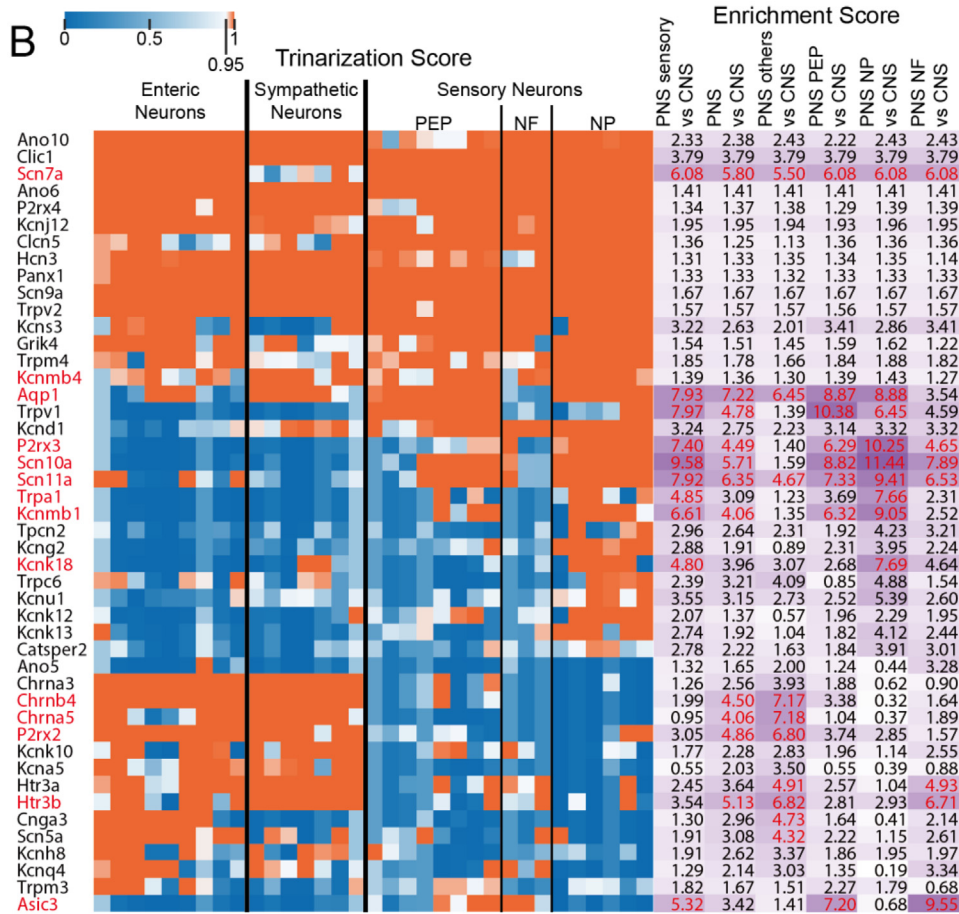 B
0 0.5 1
0.95
Trinarization Score
Enrichment Score
Enteric Neurons
Sympathetic Neurons
Sensory Neurons
PEP NF NP
PNS sensory vs CNS
PNS vs CNS
PNS others vs CNS
PNS PEP vs CNS
PNS NP vs CNS
PNS NF vs CNS
Ano10 2.33 2.38 2.43 2.22 2.43 2.43
Clic1 3.79 3.79 3.79 3.79 3.79 3.79
Scn7a 6.08 5.80 5.50 6.08 6.08 6.08
Ano6 1.41 1.41 1.41 1.41 1.41 1.41
P2rx4 1.34 1.37 1.38 1.29 1.39 1.39
Kcnj12 1.95 1.95 1.94 1.93 1.96 1.95
Clcn5 1.36 1.25 1.13 1.36 1.36 1.36
Hcn3 1.31 1.33 1.35 1.34 1.35 1.14
Panx1 1.33 1.33 1.32 1.33 1.33 1.33
Scn9a 1.67 1.67 1.67 1.67 1.67 1.67
Trpv2 1.57 1.57 1.57 1.56 1.57 1.57
Kcns3 3.22 2.63 2.01 3.41 2.86 3.41
Grik4 1.54 1.51 1.45 1.59 1.62 1.22
Trpm4 1.85 1.78 1.66 1.84 1.88 1.82
Kcnmb4 1.39 1.36 1.30 1.39 1.43 1.27
Aqp1 7.93 7.22 6.45 8.87 8.88 3.54
Trpv1 7.97 4.78 1.39 10.38 6.45 4.59
Kcnd1 3.24 2.75 2.23 3.14 3.32 3.32
P2rx3 7.40 4.49 1.40 6.29 10.25 4.65
Scn10a 9.58 5.71 1.59 8.82 11.44 7.89
Scn11a 7.92 6.35 4.67 7.33 9.41 6.53
Trpa1 4.85 3.09 1.23 3.69 7.66 2.31
Kcnmb1 6.61 4.06 1.35 6.32 9.05 2.52
Tpcn2 2.96 2.64 2.31 1.92 4.23 3.21
Kcng2 2.88 1.91 0.89 2.31 3.95 2.24
Kcnk18 4.80 3.96 3.07 2.68 7.69 4.64
Trpc6 2.39 3.21 4.09 0.85 4.88 1.54
Kcnu1 3.55 3.15 2.73 2.52 5.39 2.60
Kcnk12 2.07 1.37 0.57 1.96 2.29 1.95
Kcnk13 2.74 1.92 1.04 1.82 4.12 2.44
Catsper2 2.78 2.22 1.63 1.84 3.91 3.01
Ano5 1.32 1.65 2.00 1.24 0.44 3.28
Chrna3 1.26 2.56 3.93 1.88 0.62 0.90
Chrnb4 1.99 4.50 7.17 3.38 0.32 1.64
Chrna5 0.95 4.06 7.18 1.04 0.37 1.89
P2rx2 3.05 4.86 6.80 3.74 2.85 1.57
Kcnk10 1.77 2.28 2.83 1.96 1.14 2.55
Kcna5 0.55 2.03 3.50 0.55 0.39 0.88
Htr3a 2.45 3.64 4.91 2.57 1.04 4.93
Htr3b 3.54 5.13 6.82 2.81 2.93 6.71
Cnga3 1.30 2.96 4.73 1.64 0.41 2.14
Scn5a 1.91 3.08 4.32 2.22 1.15 2.61
Kcnh8 1.91 2.62 3.37 1.86 1.95 1.97
Kcnq4 1.29 2.14 3.03 1.35 0.19 3.34
Trpm3 1.82 1.67 1.51 2.27 1.79 0.68
Asic3 5.32 3.42 1.41 7.20 0.68 9.55